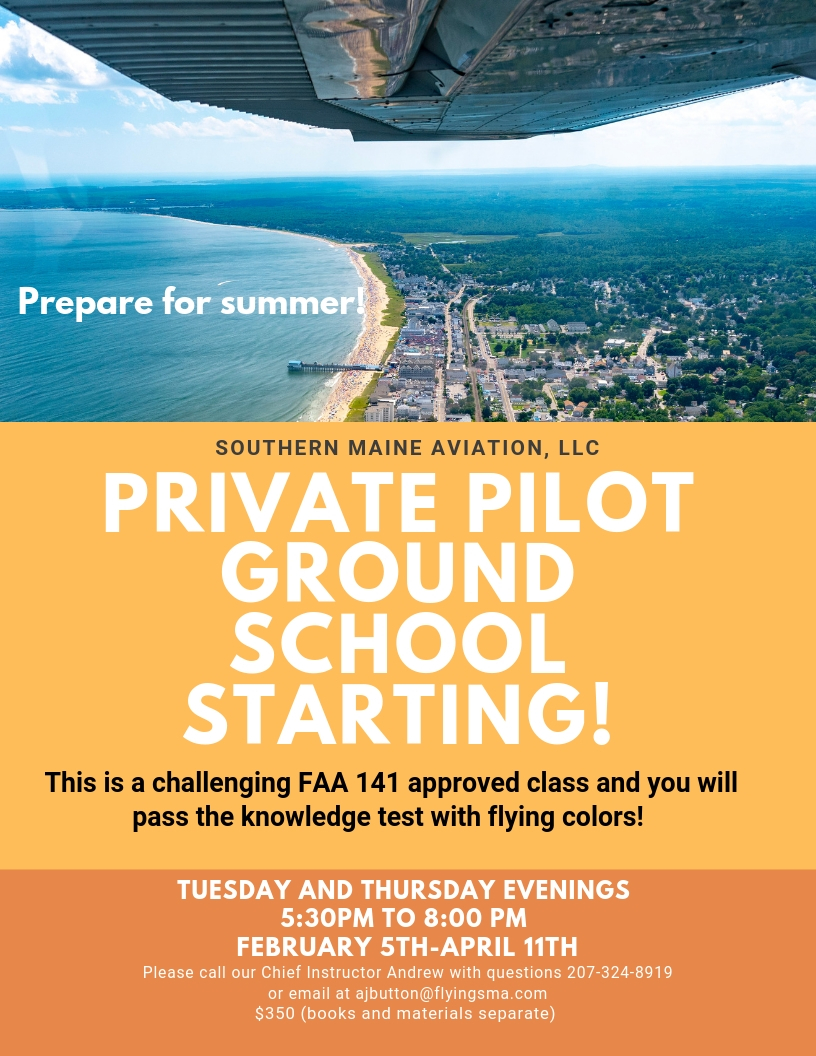 Prepare for summer!
SOUTHERN MAINE AVIATION, LLC
PRIVATE PILOT
GROUND
SCHOOL
STARTING!
This is a challenging FAA 141 approved class and you will
pass the knowledge test with flying colors!
TUESDAY AND THURSDAY EVENINGS
5:30PM TO 8:00 PM
FEBRUARY 5TH-APRIL 11TH
Please call our Chief Instructor Andrew with questions 207-324-8919
or email at ajbutton@flyingsma.com
$350 (books and materials separate)